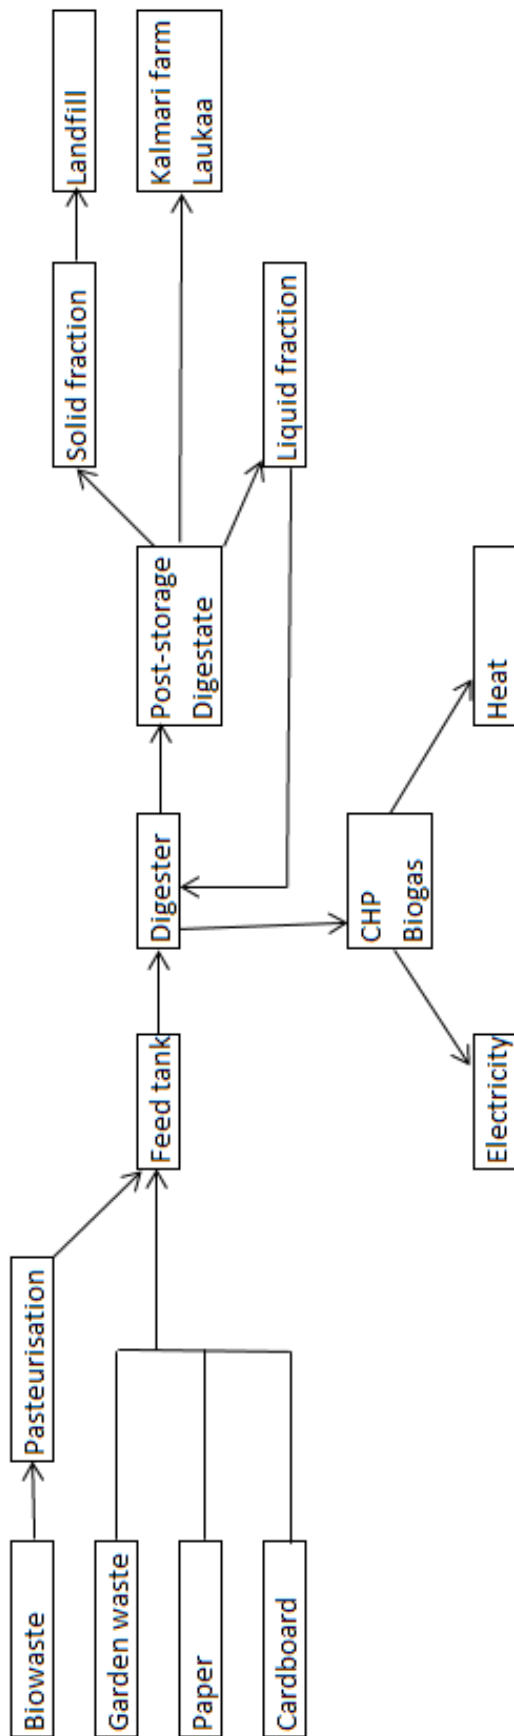 Biowaste
Pasteurisation
Garden waste
Paper
Cardboard
Feed tank
Digester
Post-storage
Digestate
Solid fraction
Landfill
Kalmari farm
Laukaa
Liquid fraction
CHP
Biogas
Electricity
Heat